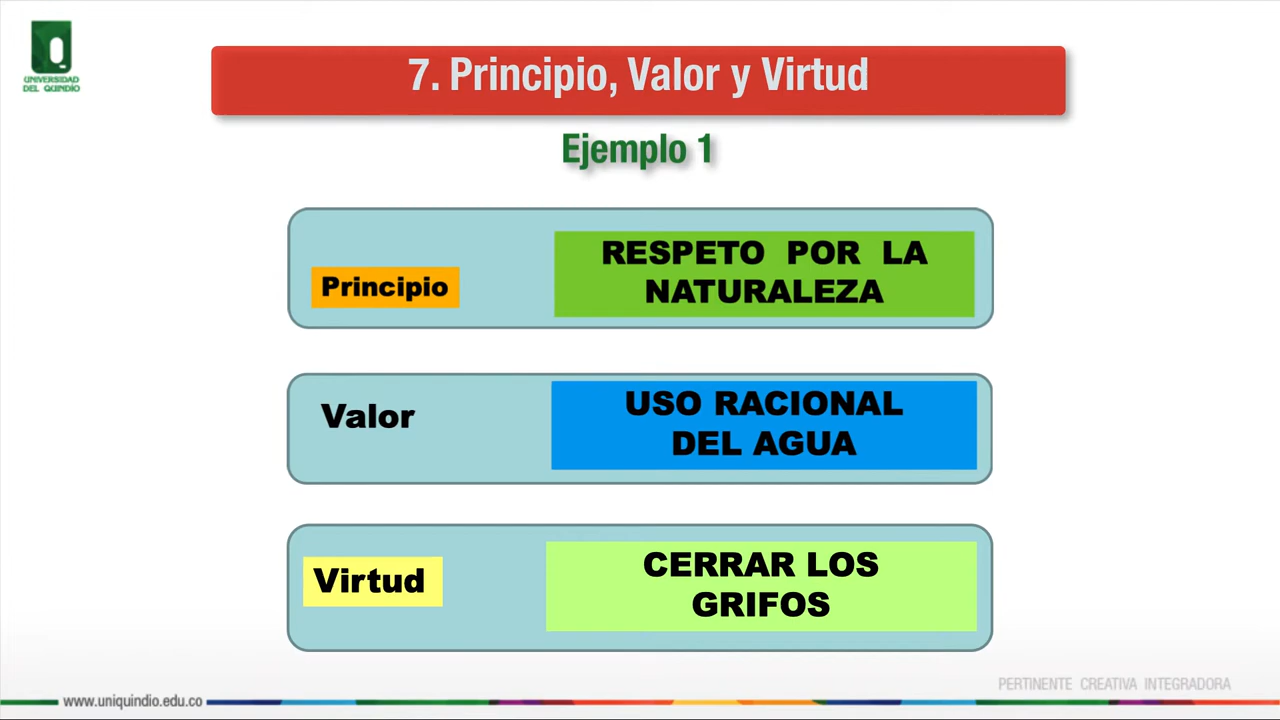 UNIVERSIDAD
DEL QUINDÍO
7. Principio, Valor y Virtud
Ejemplo 1
Principio
RESPETO POR LA
NATURALEZA
Valor
USO RACIONAL
DEL AGUA
Virtud
CERRAR LOS
GRIFOS
PERTINENTE CREATIVA INTEGRADORA
www.uniquindio.edu.co